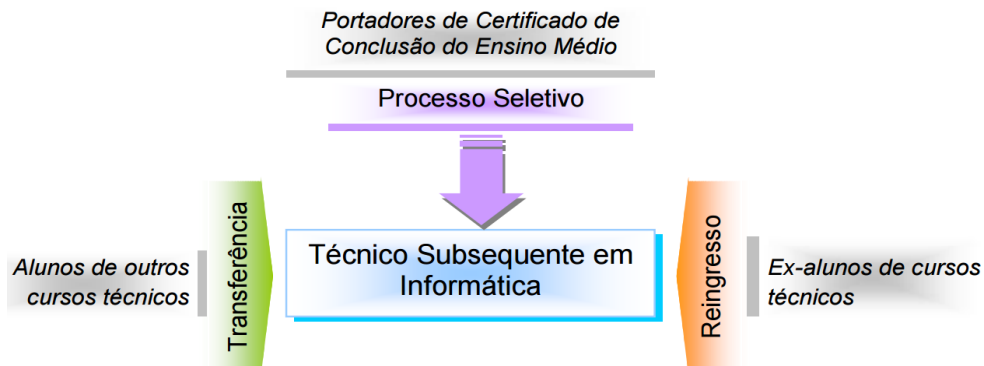 Portadores de Certificado de
Conclusão do Ensino Médio
Processo Seletivo
Transferência
Técnico Subsequente em
Informática
Reingresso
Alunos de outros
cursos técnicos
Ex-alunos de cursos
técnicos